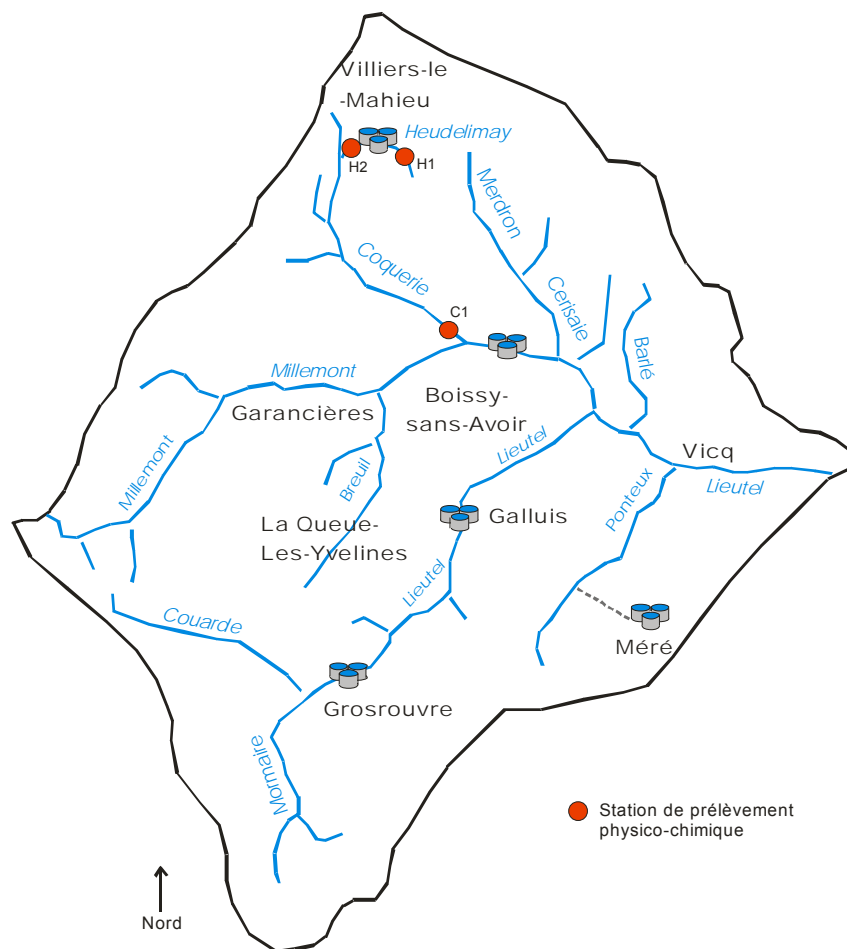 Villiers-le
-Mahieu
Heudelimay
H2
H1
Merdron
Coquerie
Cerisaie
C1
Barlé
Millemont
Boissy-
sans-Avoir
Garancières
Lieutel
Vicq
Millemont
Breuil
Ponteux
Lieutel
La Queue-
Les-Yvelines
Galluis
Lieutel
Couarde
Méré
Grosrouvre
Mormaire
Station de prélèvement
physico-chimique
Nord